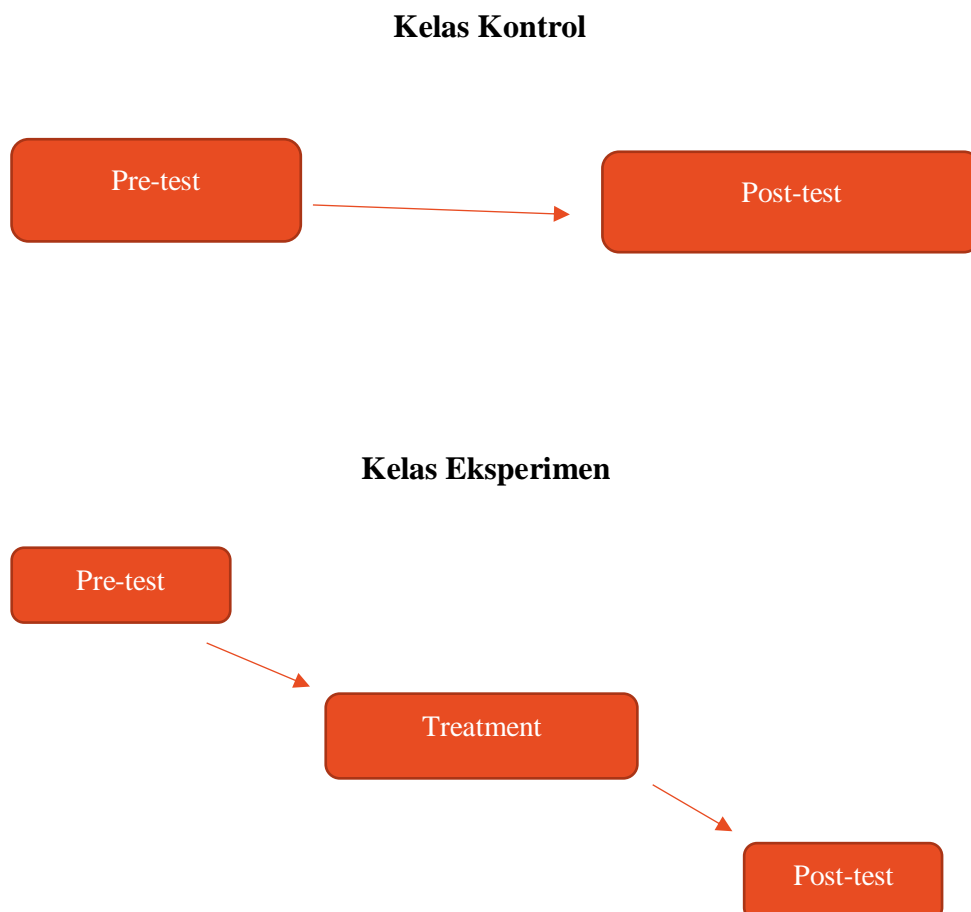 Kelas Kontrol
Pre-test
Post-test
Kelas Eksperimen
Pre-test
Treatment
Post-test